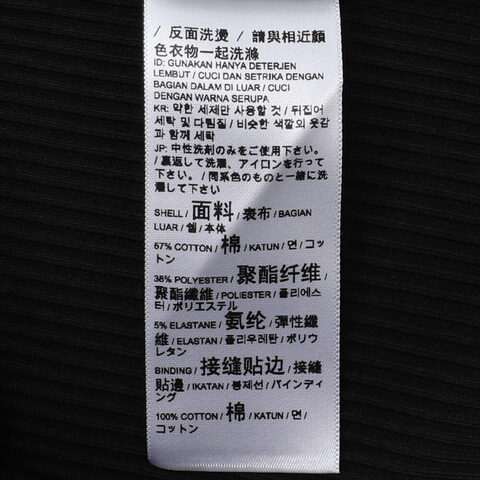 / 反面洗燙 / 請與相近顏
色衣物一起洗滌
ID: GUNAKAN HANYA DETERJEN
LEMBUT / CUCI DAN SETRIKA DENGAN
BAGIAN DALAM DI LUAR / CUCI
DENGAN WARNA SERUPA
KR: 약한 세제만 사용할 것 / 뒤집어
세탁 및 다림질 / 비슷한 색깔의 옷감
과 함께 세탁
JP: 中性洗剤のみをご使用下さい。
/ 裏返して洗濯、アイロンを行って
下さい。 / 同系色のものと一緒に洗
濯して下さい
SHELL / 面料 / 表布 / BAGIAN
LUAR / 쉘 / 本体
57% COTTON / 棉 / KATUN / 면 / コッ
トン
38% POLYESTER / 聚酯纤维 /
聚酯纖維 / POLIESTER / 폴리에스
터 / ポリエステル
5% ELASTANE / 氨纶 / 彈性纖
維 / ELASTAN / 폴리우레탄 / ポリウ
レタン
BINDING / 接缝贴边 / 接縫
貼邊 / IKATAN / 봉제선 / バインディ
ング
100% COTTON / 棉 / KATUN / 면 /
コットン